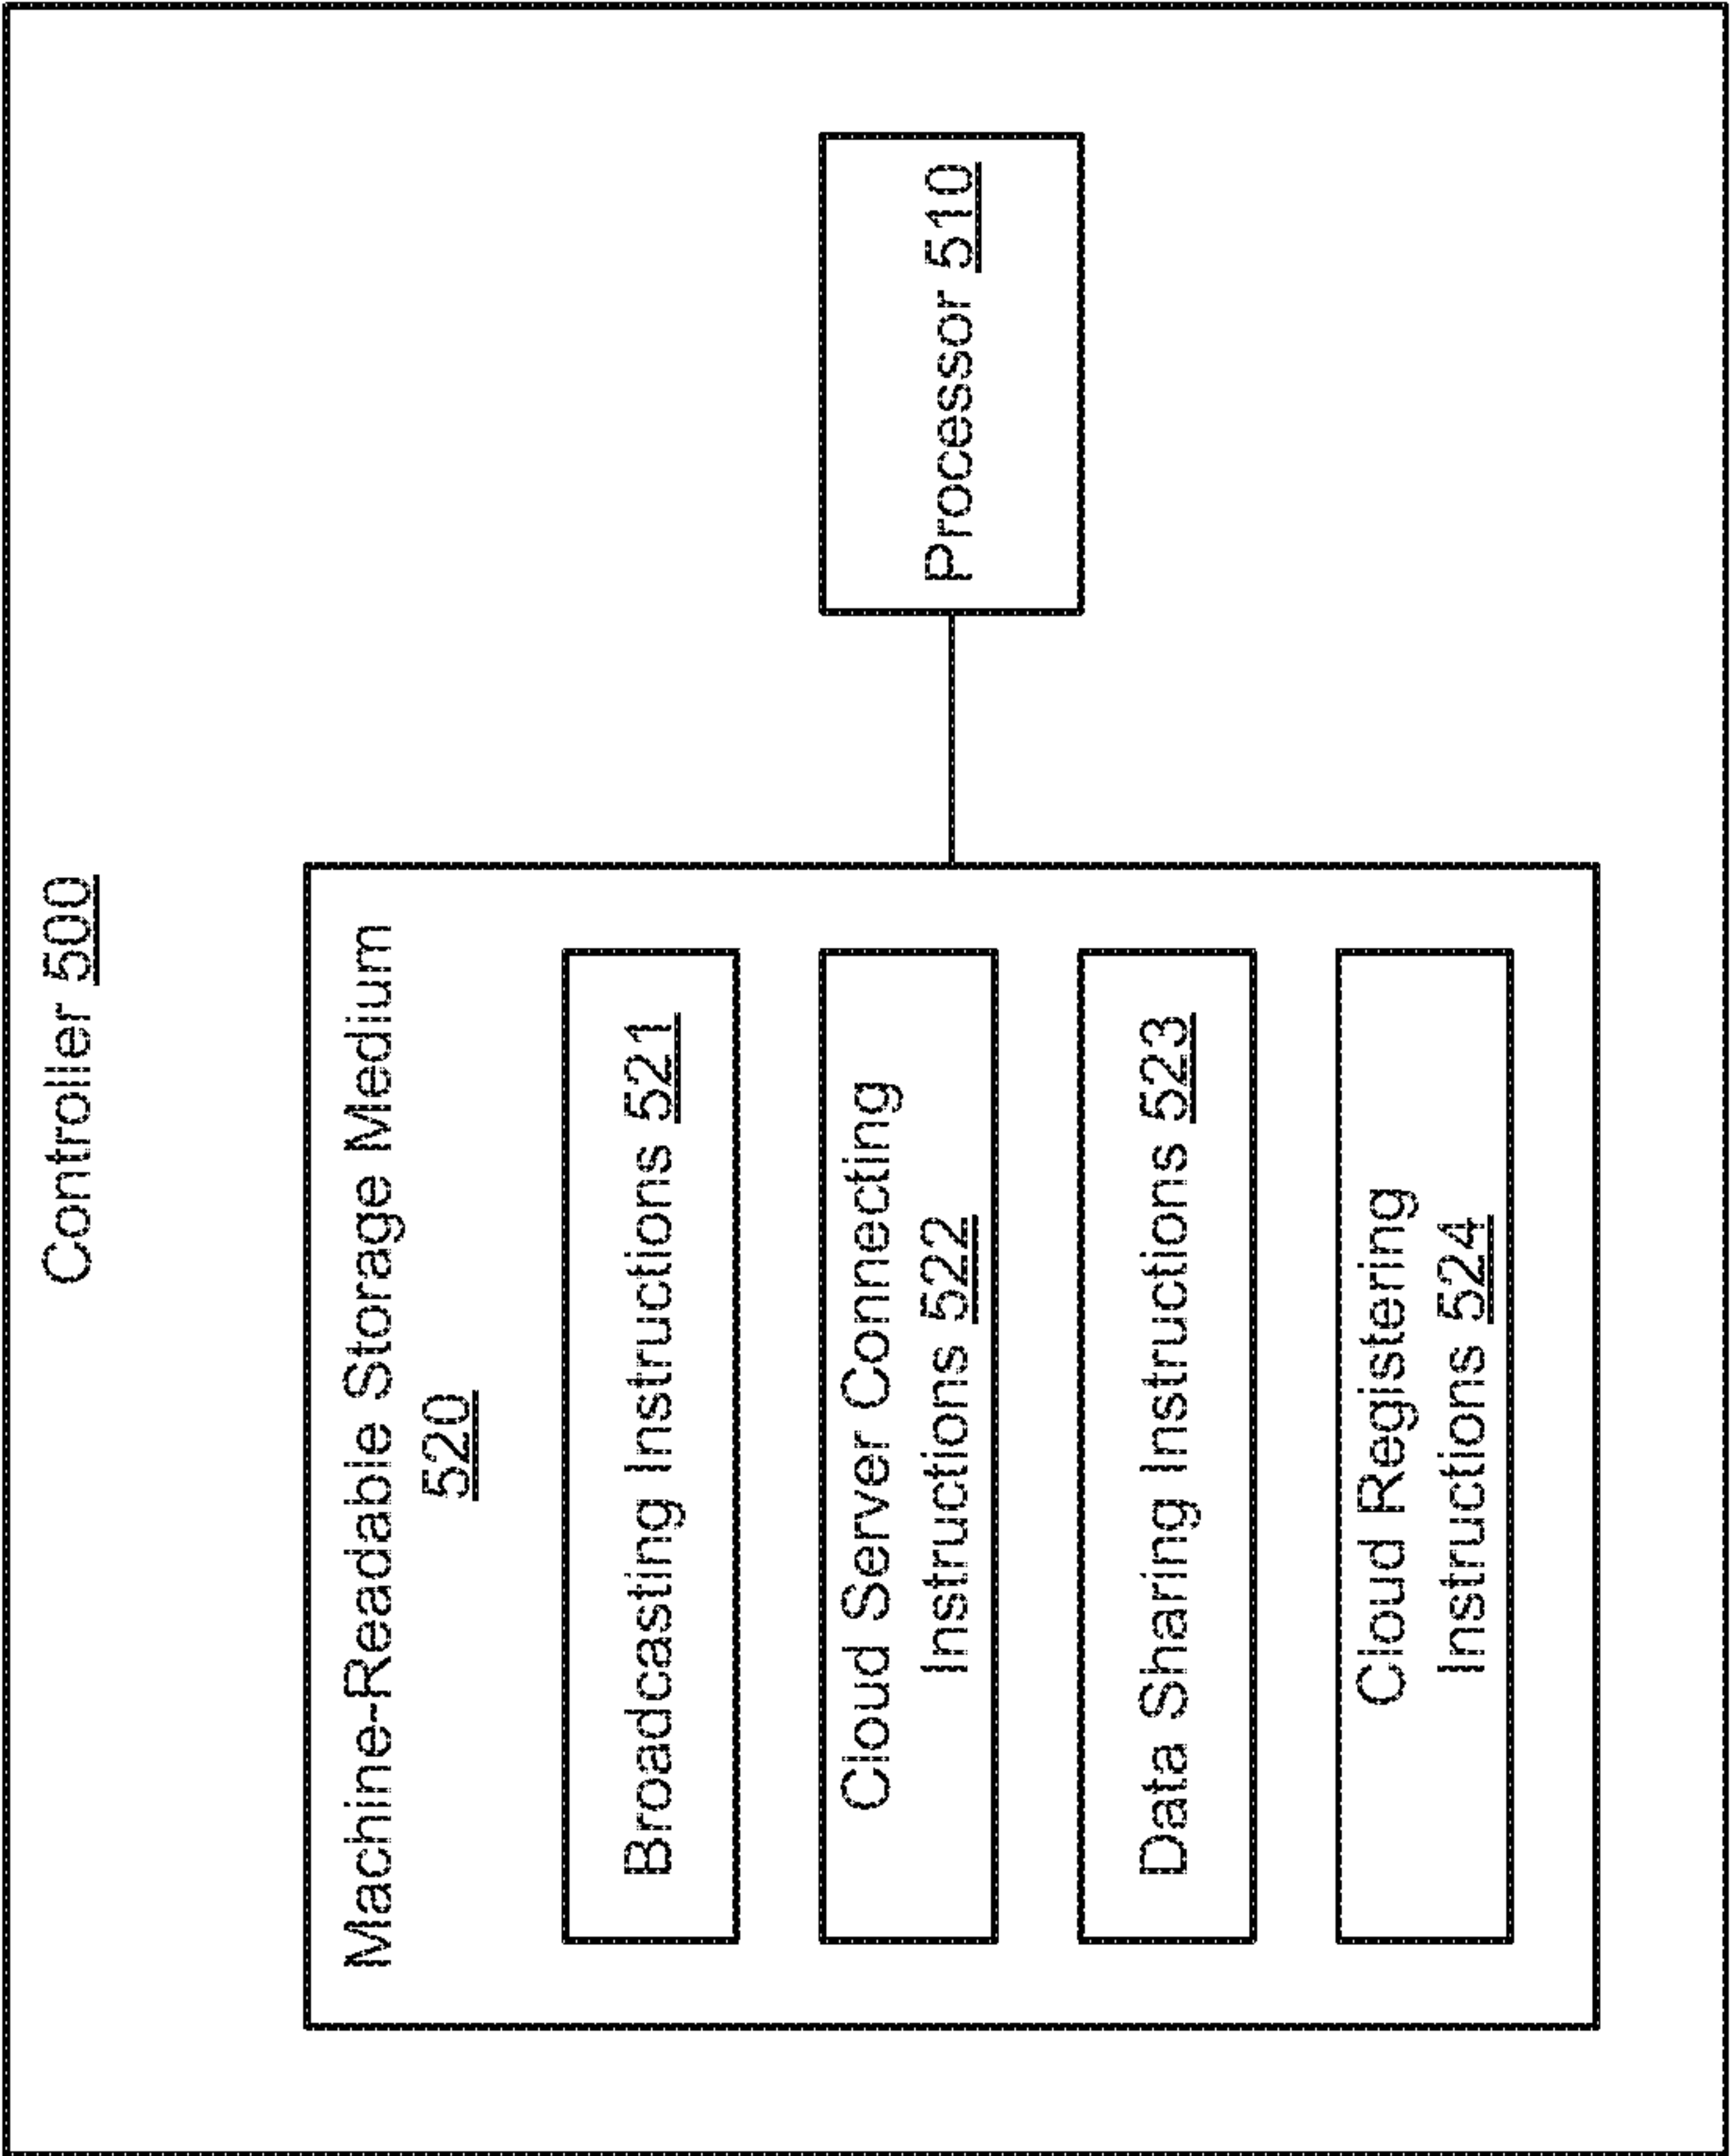 Controller 500
Machine-Readable Storage Medium
520
Broadcasting Instructions 521
Cloud Server Connecting
Instructions 522
Data Sharing Instructions 523
Cloud Registering
Instructions 524
Processor 510